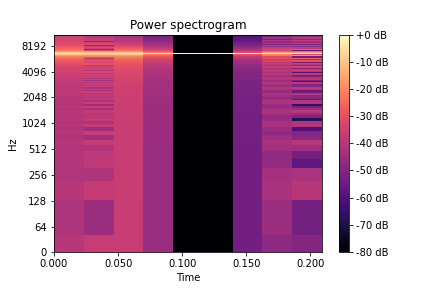 Power spectrogram
8192
4096
2048
1024
512
256
128
64
0
Hz
0.000 0.050 0.100 0.150 0.200
Time
+0 dB
-10 dB
-20 dB
-30 dB
-40 dB
-50 dB
-60 dB
-70 dB
-80 dB